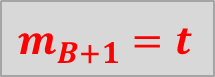 m_{B+1} = t